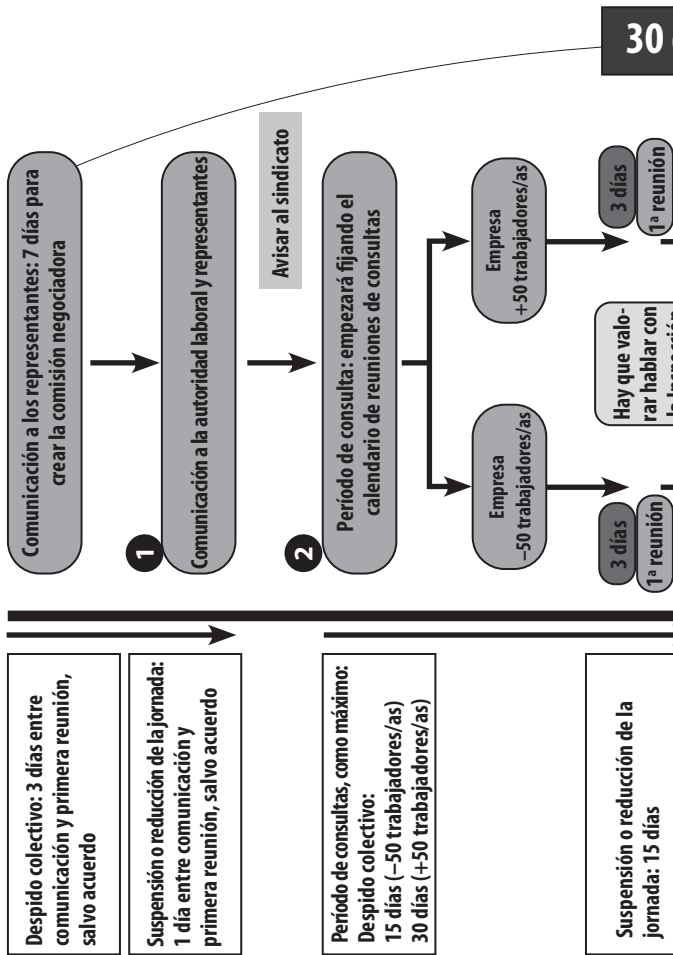 Despido colectivo: 3 días entre
comunicación y primera reunión,
salvo acuerdo
Suspensión o reducción de la jornada:
1 día entre comunicación y
primera reunión, salvo acuerdo
Período de consultas, como máximo:
Despido colectivo:
15 días (−50 trabajadores/as)
30 días (+50 trabajadores/as)
Suspensión o reducción de la
jornada: 15 días
Comunicación a los representantes: 7 días para
crear la comisión negociadora
1
Comunicación a la autoridad laboral y representantes
Avisar al sindicato
2
Período de consulta: empezará fijando el
calendario de reuniones de consultas
Empresa
−50 trabajadores/as
Empresa
+50 trabajadores/as
3 días
1ª reunión
Hay que valo-
rar hablar con
3 días
1ª reunión
30